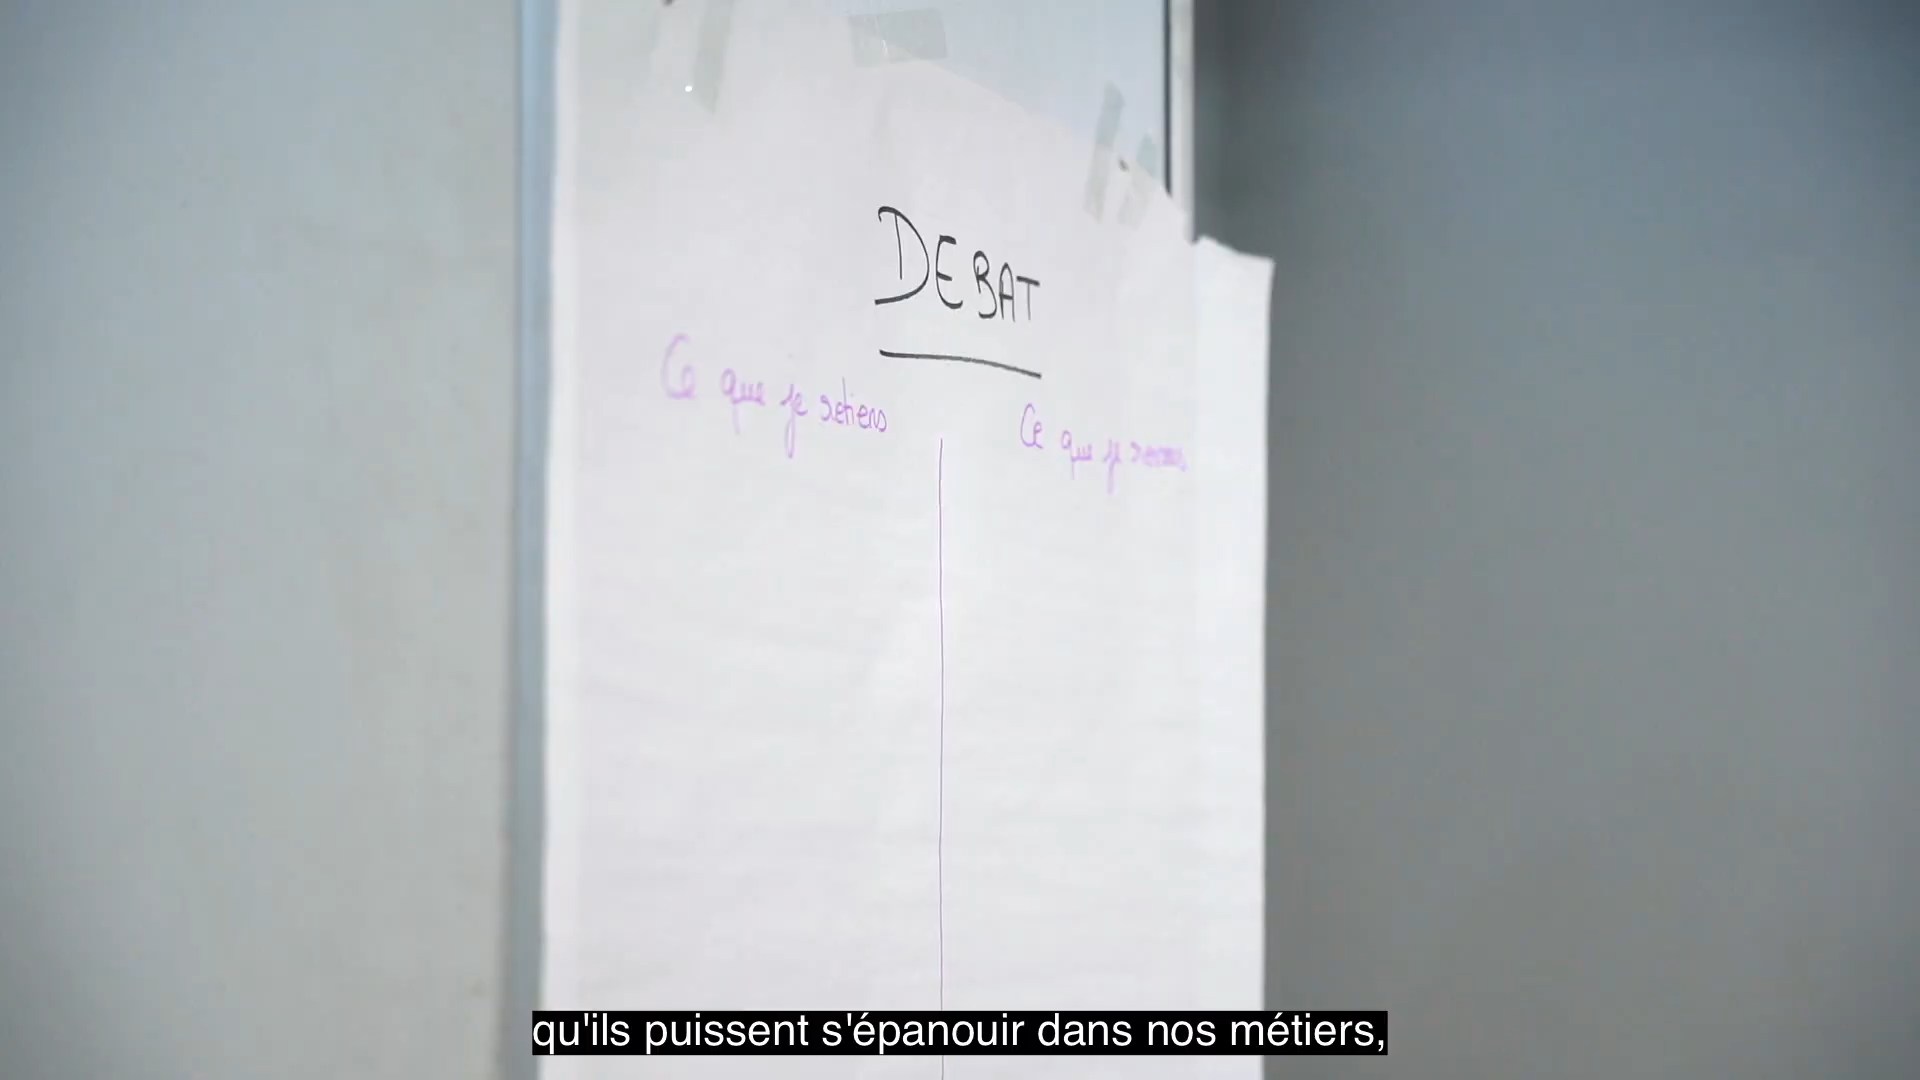 DEBAT
Ce que je retiens
Ce que je
qu'ils puissent s'épanouir dans nos métiers,